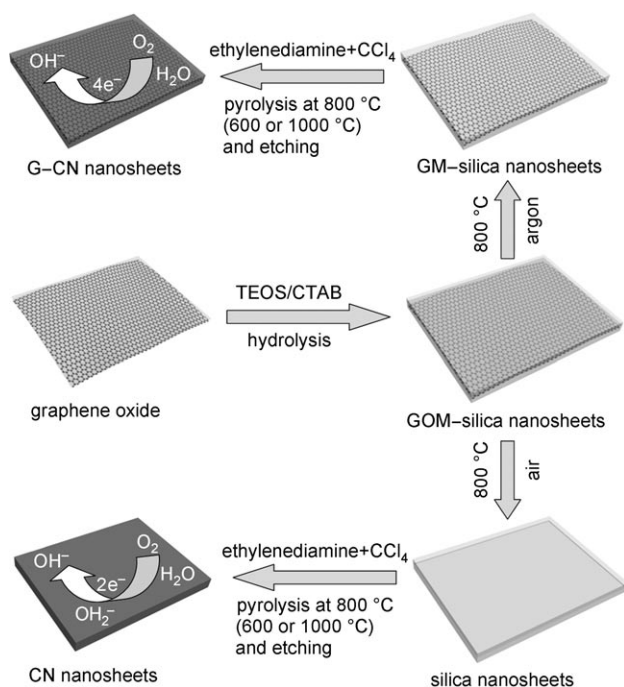 O₂
OH⁻
H₂O
4e⁻
G–CN nanosheets
ethylenediamine+CCl₄
pyrolysis at 800 °C
(600 or 1000 °C)
and etching
GM–silica nanosheets
800 °C
argon
graphene oxide
TEOS/CTAB
hydrolysis
GOM–silica nanosheets
800 °C
air
O₂
OH⁻
H₂O
2e⁻
OH₂⁻
CN nanosheets
ethylenediamine+CCl₄
pyrolysis at 800 °C
(600 or 1000 °C)
and etching
silica nanosheets